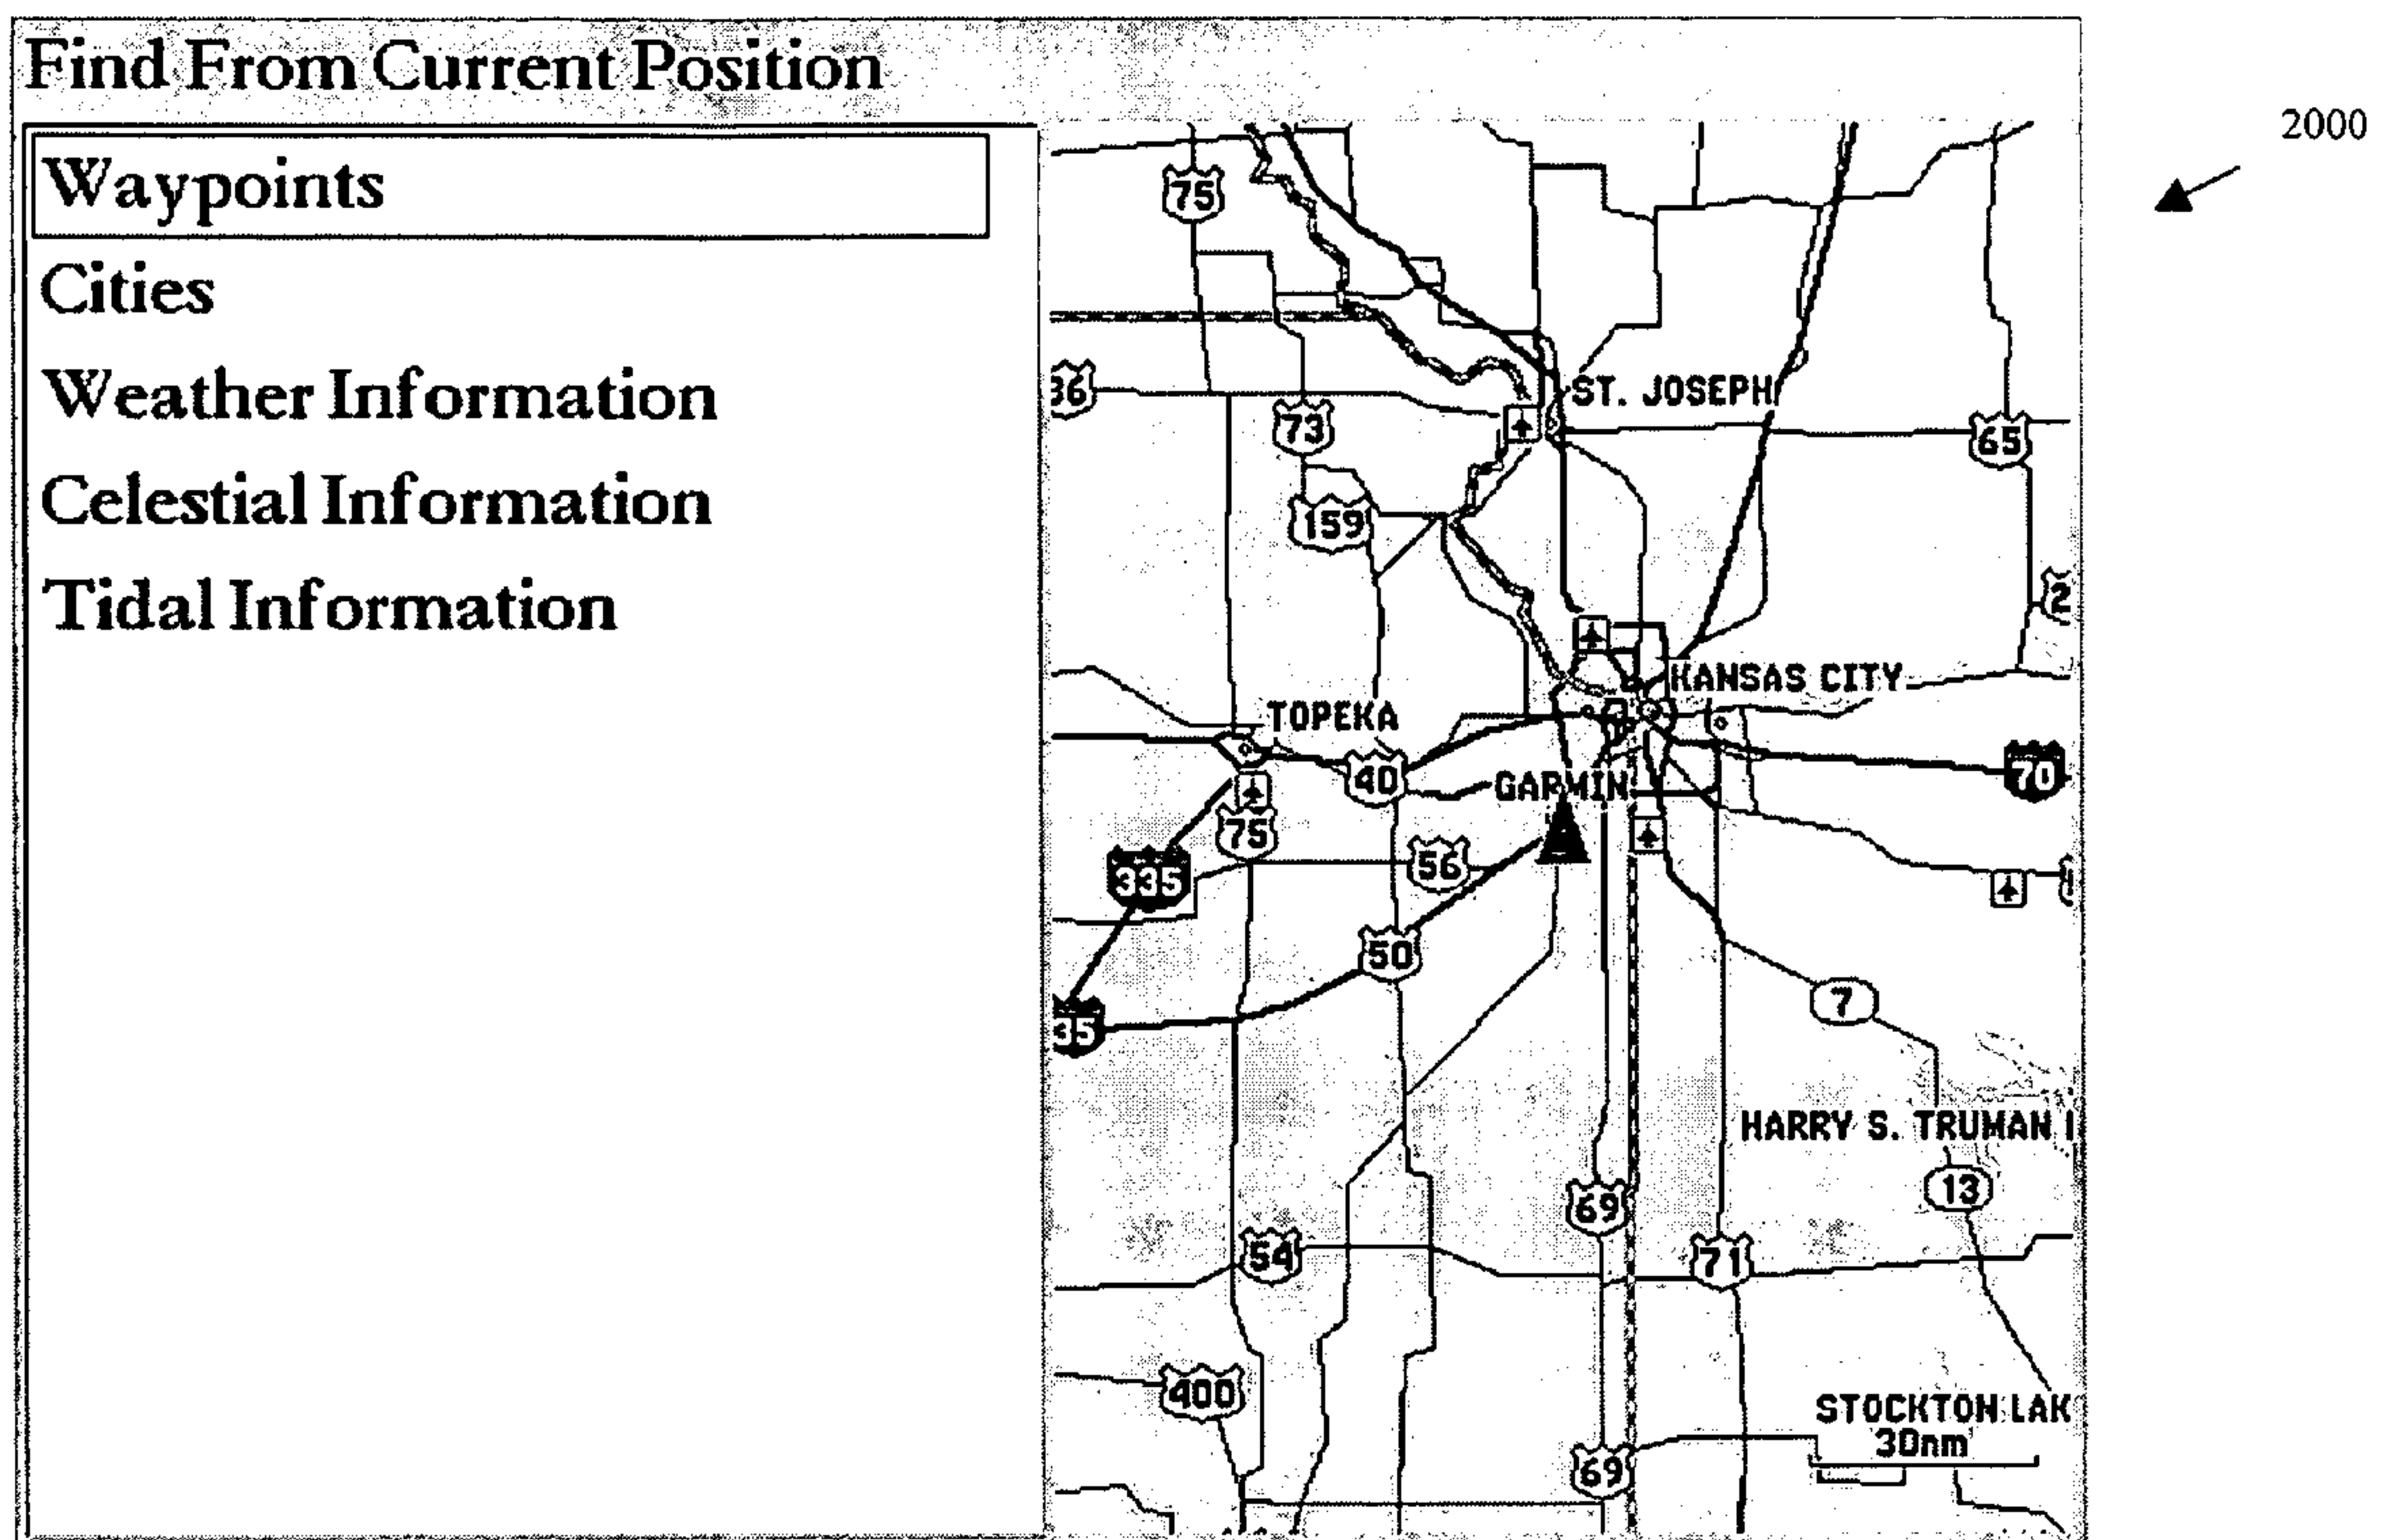 Find From Current Position
2000
Waypoints
Cities
Weather Information
Celestial Information
Tidal Information
75
36
ST. JOSEPH
73
65
159
2
KANSAS CITY
TOPEKA
40
GARMIN
70
75
56
335
50
7
35
HARRY S. TRUMAN
13
69
54
71
400
STOCKTON LAK
30nm
69